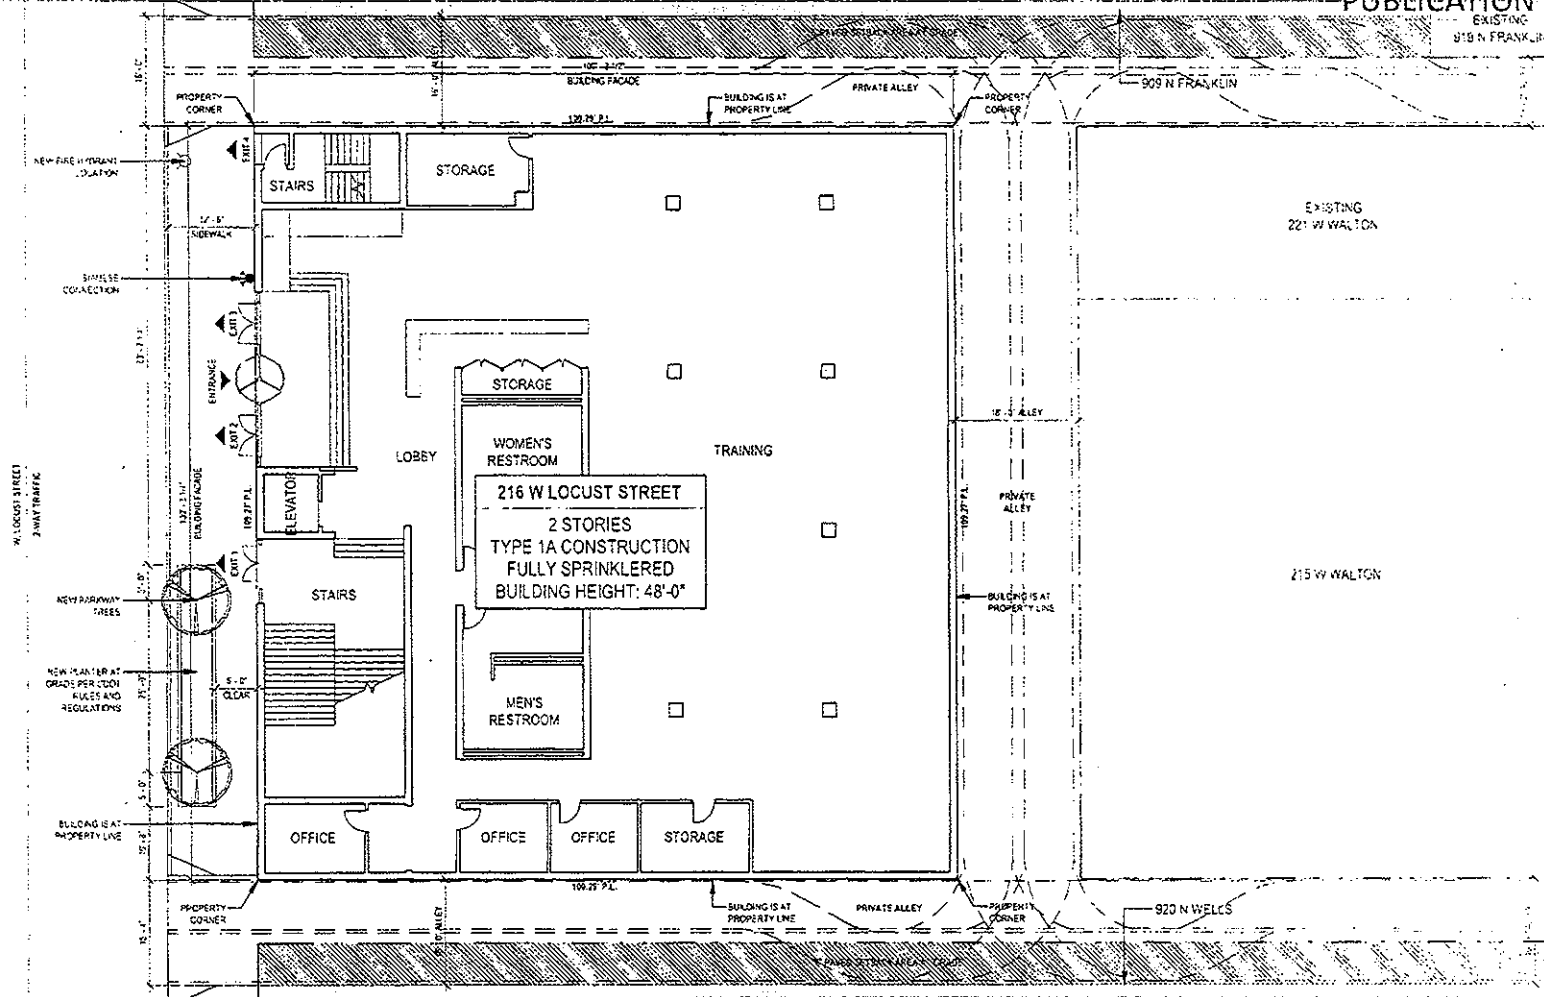 PUBLICATION
EXISTING
919 N FRANKLIN
BUILDING FACADE
909 N FRANKLIN
PRIVATE ALLEY
PROPERTY
CORNER
BUILDING IS AT
PROPERTY LINE
PROPERTY
CORNER
NEW FIRE HYDRANT
LOCATION
EXIT 4
STAIRS
STORAGE
SIDEWALK
EXISTING
221 W WALTON
SIAMESE
CONNECTION
EXIT 3
ENTRANCE
EXIT 2
STORAGE
18'-0" ALLEY
LOBBY
WOMEN'S
RESTROOM
TRAINING
W. LOCUST STREET
2-WAY TRAFFIC
BUILDING FACADE
109.27' P.L.
ELEVATOR
216 W LOCUST STREET
2 STORIES
TYPE 1A CONSTRUCTION
FULLY SPRINKLERED
BUILDING HEIGHT: 48'-0"
109.27' P.L.
PRIVATE
ALLEY
EXIT 1
STAIRS
215 W WALTON
NEW PARKWAY
TREES
BUILDING IS AT
PROPERTY LINE
NEW PLANTER AT
GRADE PER CDOT
RULES AND
REGULATIONS
CLEAR
MEN'S
RESTROOM
BUILDING IS AT
PROPERTY LINE
OFFICE
OFFICE
OFFICE
STORAGE
PROPERTY
CORNER
BUILDING IS AT
PROPERTY LINE
PRIVATE ALLEY
PROPERTY
CORNER
920 N WELLS